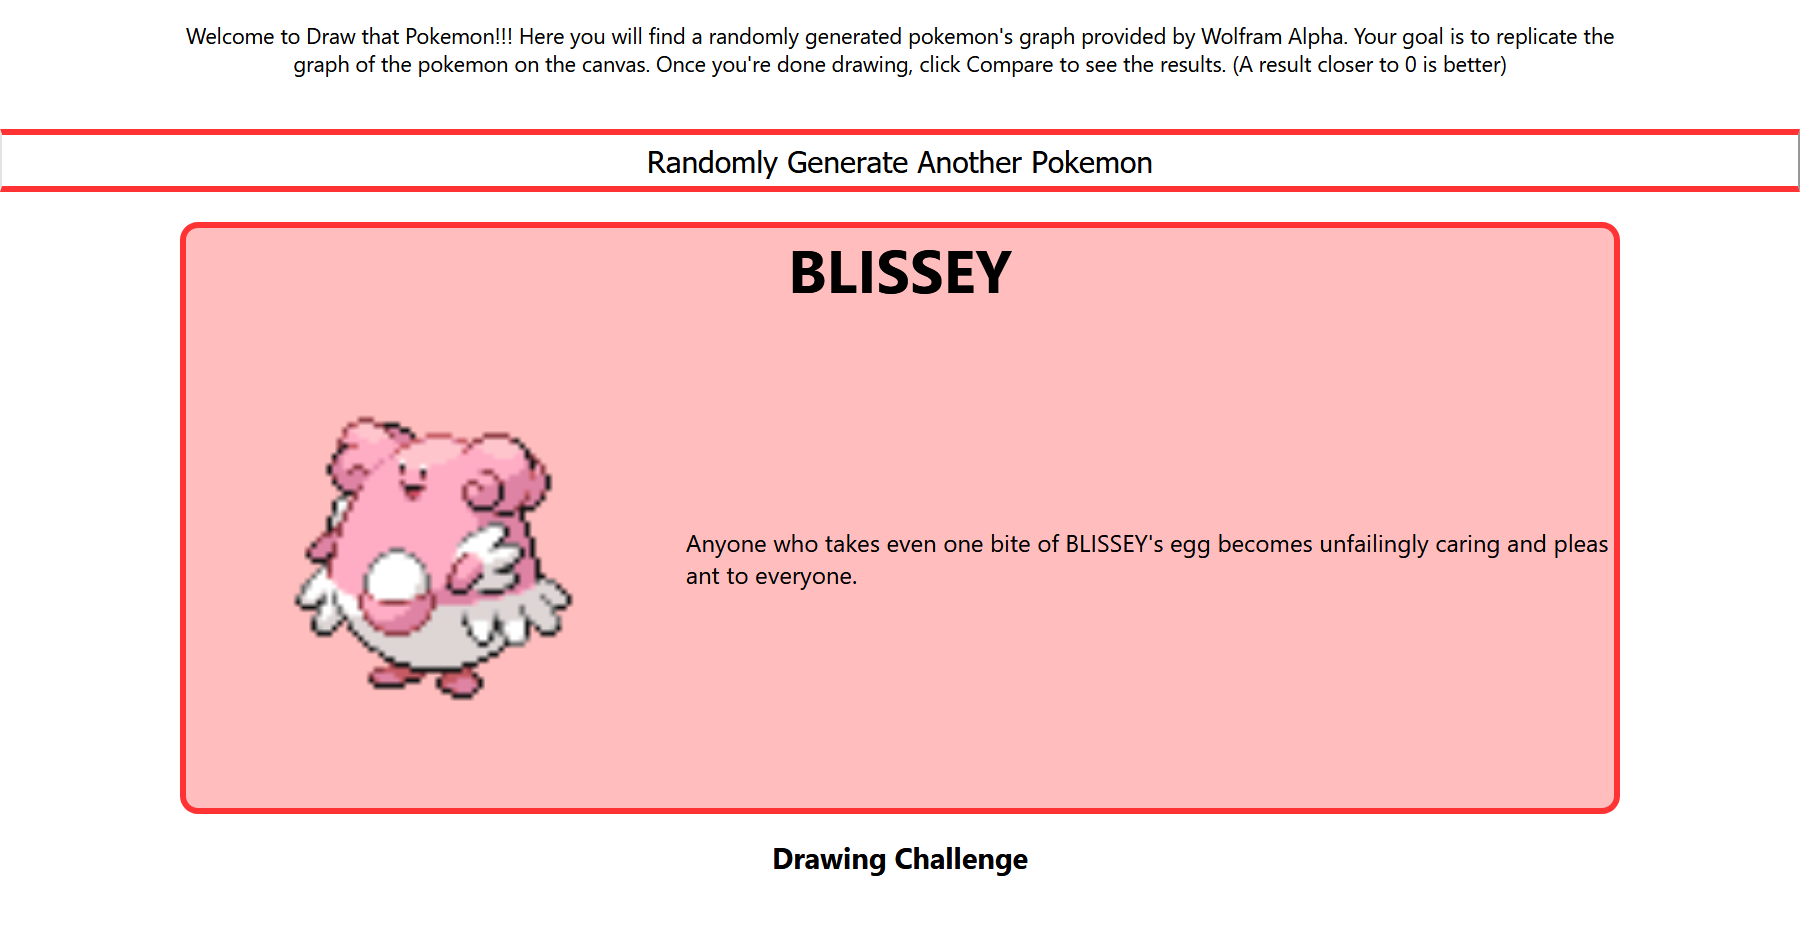 Welcome to Draw that Pokemon!!! Here you will find a randomly generated pokemon's graph provided by Wolfram Alpha. Your goal is to replicate the
graph of the pokemon on the canvas. Once you're done drawing, click Compare to see the results. (A result closer to 0 is better)
Randomly Generate Another Pokemon
BLISSEY
Anyone who takes even one bite of BLISSEY's egg becomes unfailingly caring and pleas
ant to everyone.
Drawing Challenge